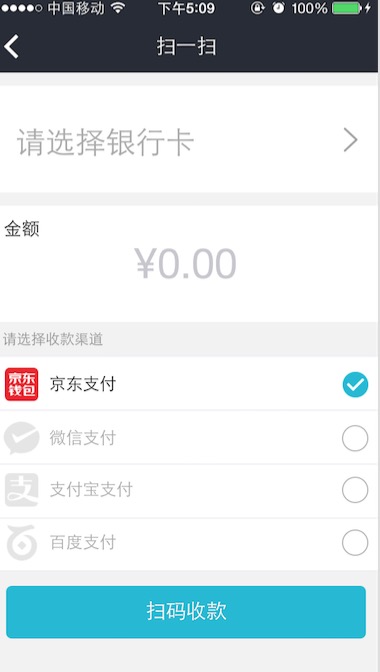 中国移动 下午5:09 100%
扫一扫
请选择银行卡
金额
¥0.00
请选择收款渠道
京东钱包 京东支付
微信支付
支 支付宝支付
百度支付
扫码收款